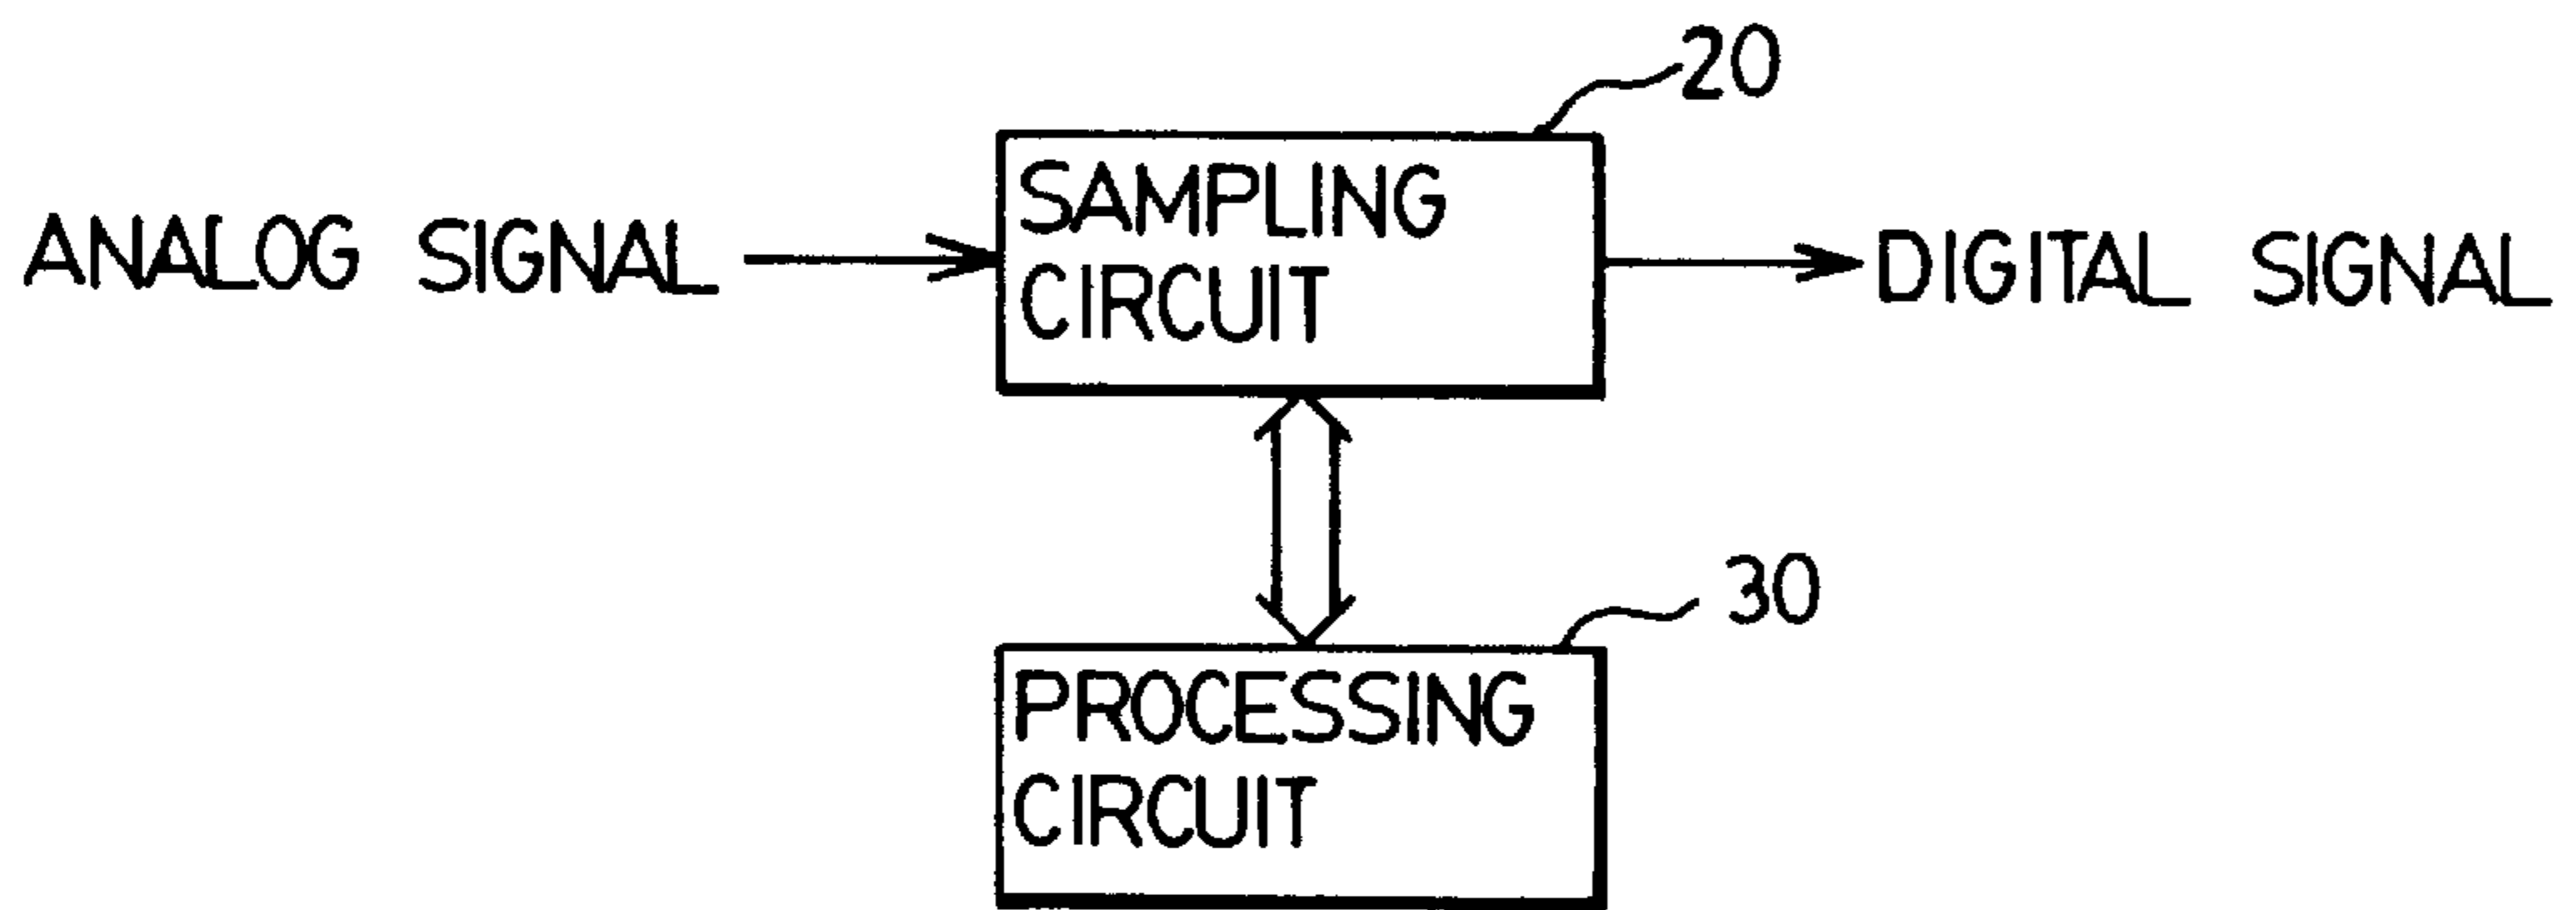 20
SAMPLING
CIRCUIT
ANALOG SIGNAL
DIGITAL SIGNAL
30
PROCESSING
CIRCUIT